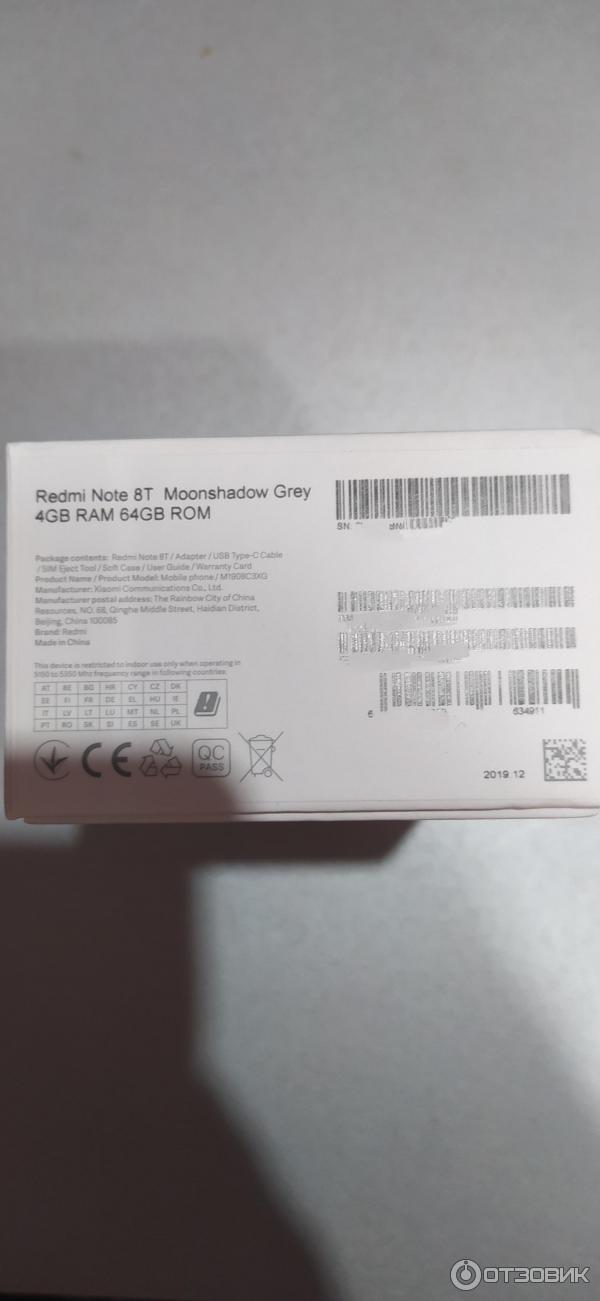 Redmi Note 8T Moonshadow Grey
4GB RAM 64GB ROM
Package contents: Redmi Note 8T / Adapter / USB Type-C Cable
/ SIM Eject Tool / Soft Case / User Guide / Warranty Card
Product Name / Product Model: Mobile phone / M1908C3XG
Manufacturer: Xiaomi Communications Co., Ltd.
Manufacturer postal address: The Rainbow City of China
Resources, NO. 68, Qinghe Middle Street, Haidian District,
Beijing, China 100085
Brand: Redmi
Made in China
This device is restricted to indoor use only when operating in
5150 to 5350 Mhz frequency range in following countries:
AT BE BG HR CY CZ DK
EE FI FR DE EL HU IE
IT LV LT LU MT NL PL
PT RO SK SI ES SE UK
CE
QC
PASS
SN:
6
634911
2019.12
ОТЗОВИК